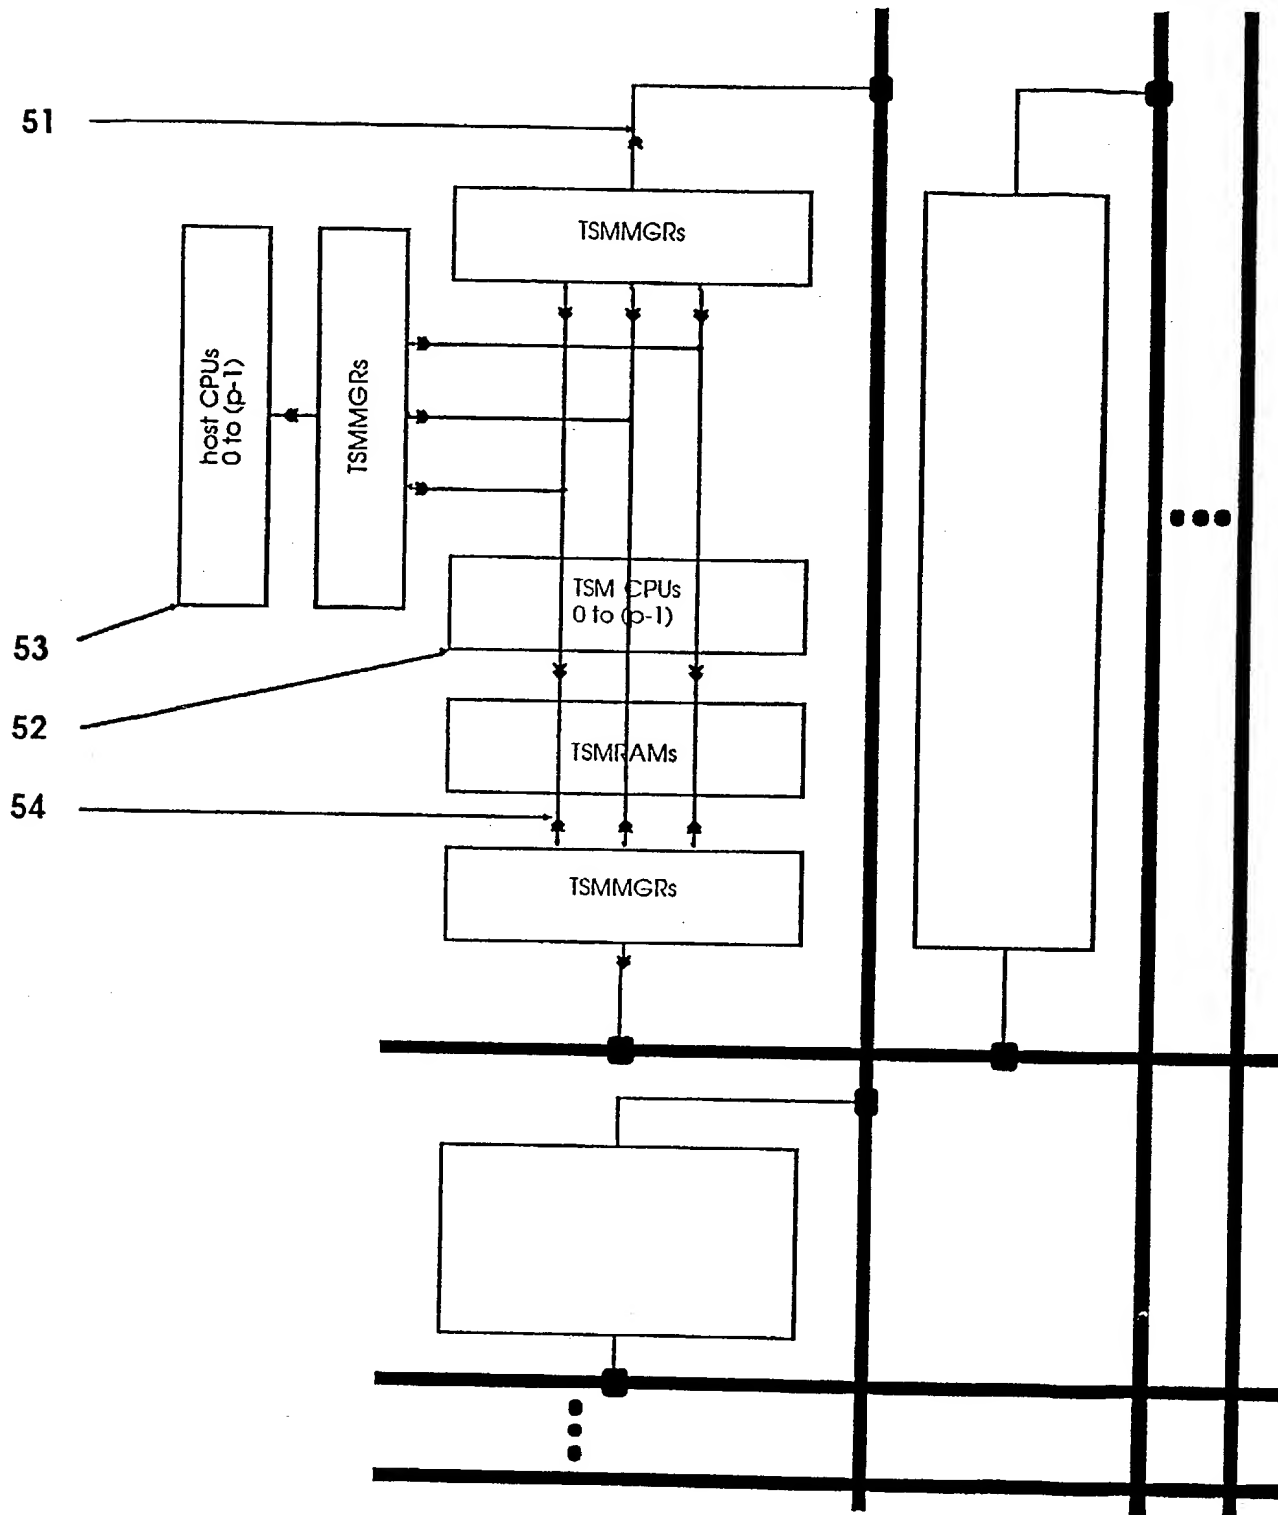 51
TSMMGRs
host CPUs
0 to (p-1)
TSMMGRs
TSM CPUs
0 to (p-1)
53
52
TSMRAMs
54
TSMMGRs